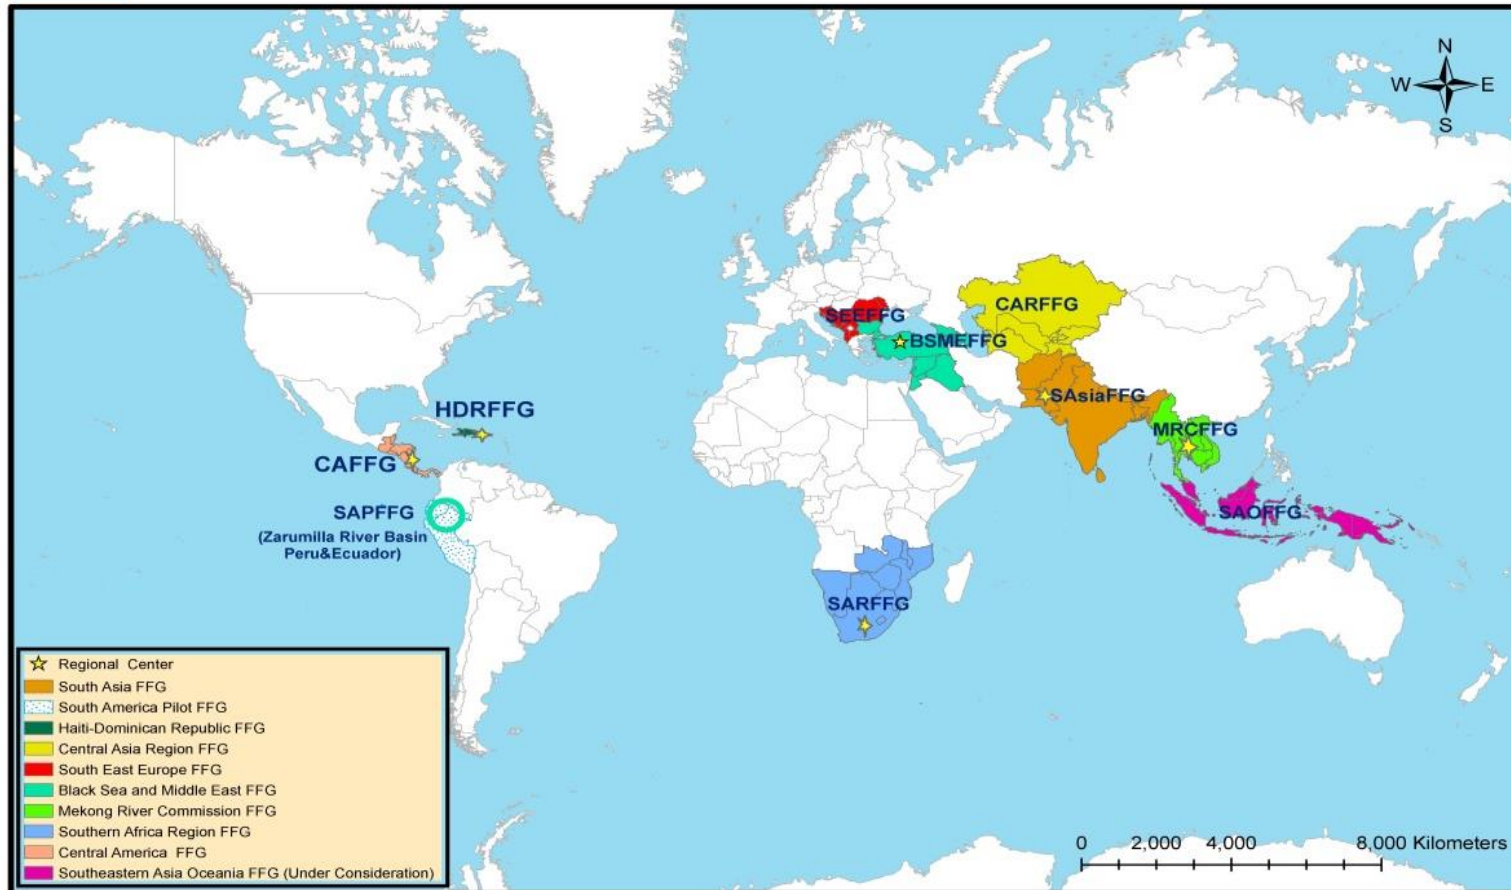 N
W E
S
CARFFG
SEEFFG
BSMEFFG
SAsiaFFG
HDRFFG
MRCFFG
CAFFG
SAPFFG
(Zarumilla River Basin
Peru&Ecuador)
SAOFFG
SARFFG
Regional Center
South Asia FFG
South America Pilot FFG
Haiti-Dominican Republic FFG
Central Asia Region FFG
South East Europe FFG
Black Sea and Middle East FFG
Mekong River Commission FFG
Southern Africa Region FFG
Central America FFG
Southeastern Asia Oceania FFG (Under Consideration)
0 2,000 4,000 8,000 Kilometers